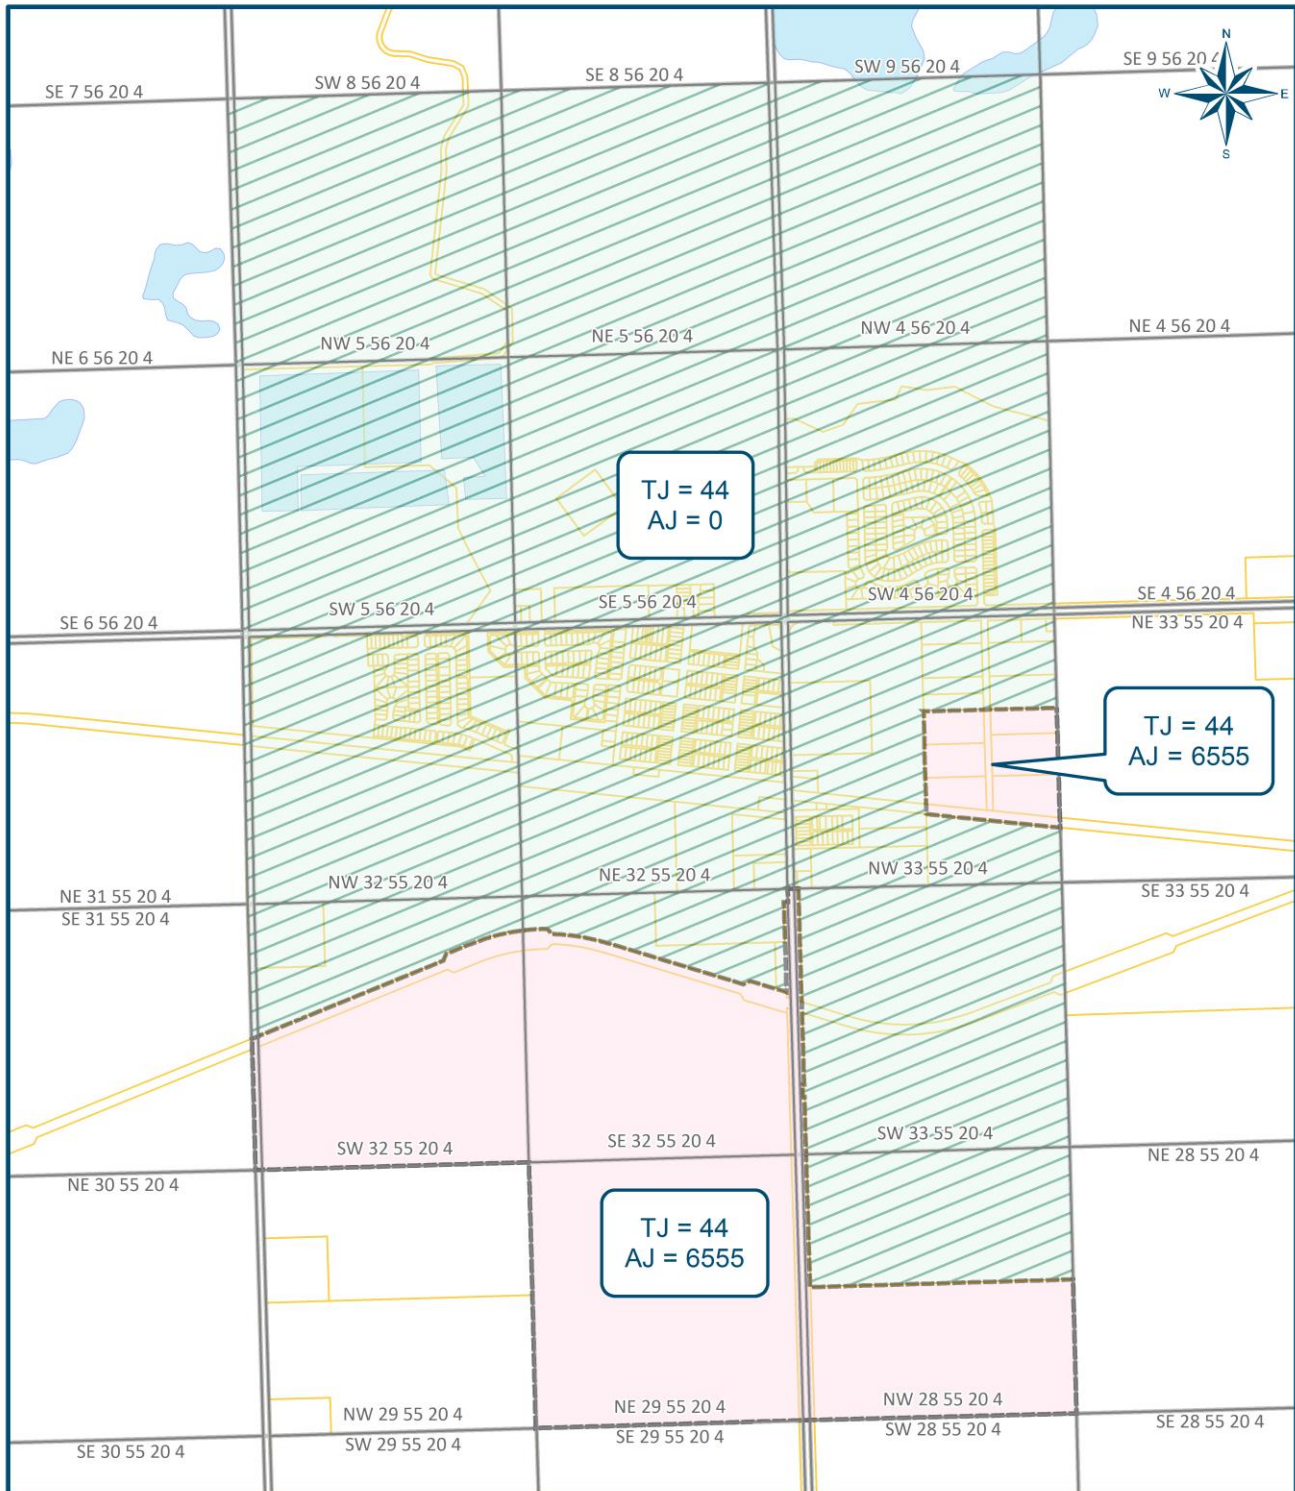 SE 7 56 20 4
SW 8 56 20 4
SE 8 56 20 4
SW 9 56 20 4
SE 9 56 20 4
N
W
E
S
NE 6 56 20 4
NW 5 56 20 4
NE 5 56 20 4
NW 4 56 20 4
NE 4 56 20 4
TJ = 44
AJ = 0
SE 6 56 20 4
SW 5 56 20 4
SE 5 56 20 4
SW 4 56 20 4
SE 4 56 20 4
NE 33 55 20 4
TJ = 44
AJ = 6555
NE 31 55 20 4
SE 31 55 20 4
NW 32 55 20 4
NE 32 55 20 4
NW 33 55 20 4
SE 33 55 20 4
SW 32 55 20 4
SE 32 55 20 4
SW 33 55 20 4
NE 28 55 20 4
NE 30 55 20 4
TJ = 44
AJ = 6555
NW 29 55 20 4
NE 29 55 20 4
NW 28 55 20 4
SE 30 55 20 4
SW 29 55 20 4
SE 29 55 20 4
SW 28 55 20 4
SE 28 55 20 4